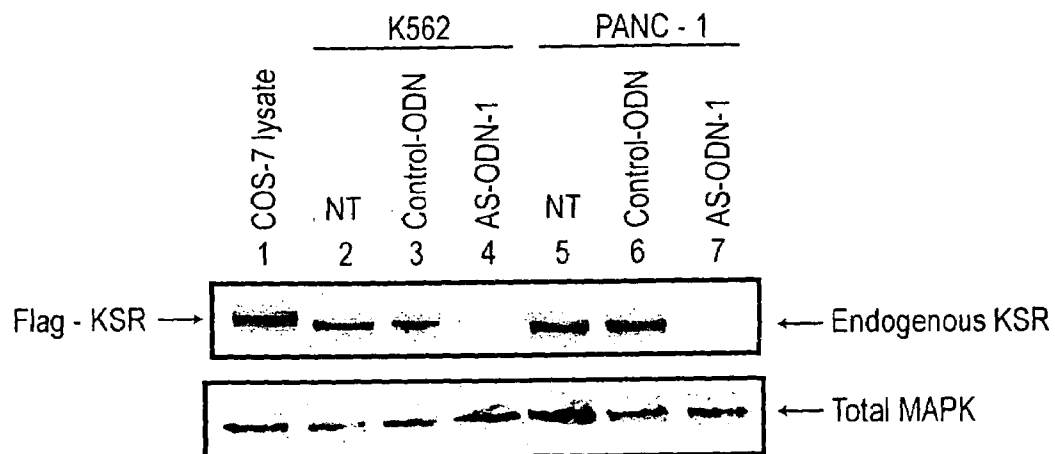 K562 PANC - 1
COS-7 lysate NT Control-ODN AS-ODN-1 NT Control-ODN AS-ODN-1
1 2 3 4 5 6 7
Flag - KSR Endogenous KSR
Total MAPK